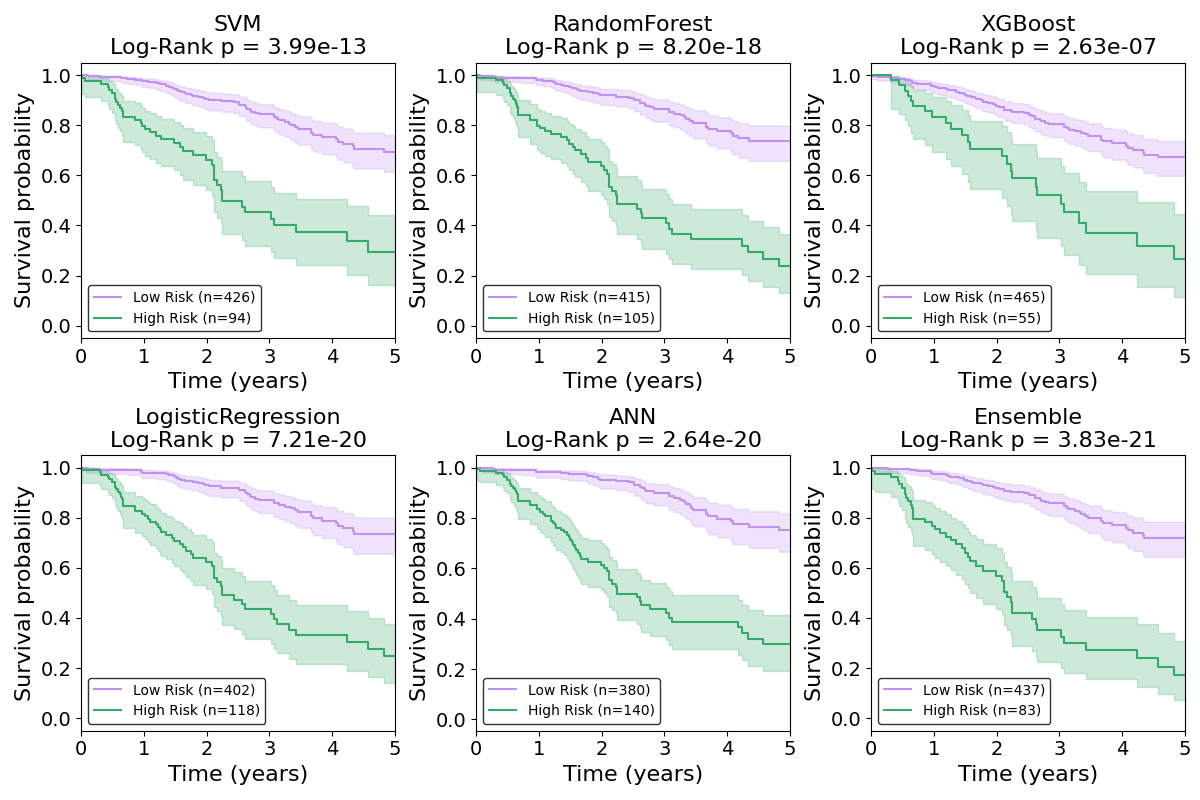 SVM
Log-Rank p = 3.99e-13
Survival probability
1.0
0.8
0.6
0.4
0.2
0.0
Low Risk (n=426)
High Risk (n=94)
0 1 2 3 4 5
Time (years)
RandomForest
Log-Rank p = 8.20e-18
Survival probability
1.0
0.8
0.6
0.4
0.2
0.0
Low Risk (n=415)
High Risk (n=105)
0 1 2 3 4 5
Time (years)
XGBoost
Log-Rank p = 2.63e-07
Survival probability
1.0
0.8
0.6
0.4
0.2
0.0
Low Risk (n=465)
High Risk (n=55)
0 1 2 3 4 5
Time (years)
LogisticRegression
Log-Rank p = 7.21e-20
Survival probability
1.0
0.8
0.6
0.4
0.2
0.0
Low Risk (n=402)
High Risk (n=118)
0 1 2 3 4 5
Time (years)
ANN
Log-Rank p = 2.64e-20
Survival probability
1.0
0.8
0.6
0.4
0.2
0.0
Low Risk (n=380)
High Risk (n=140)
0 1 2 3 4 5
Time (years)
Ensemble
Log-Rank p = 3.83e-21
Survival probability
1.0
0.8
0.6
0.4
0.2
0.0
Low Risk (n=437)
High Risk (n=83)
0 1 2 3 4 5
Time (years)